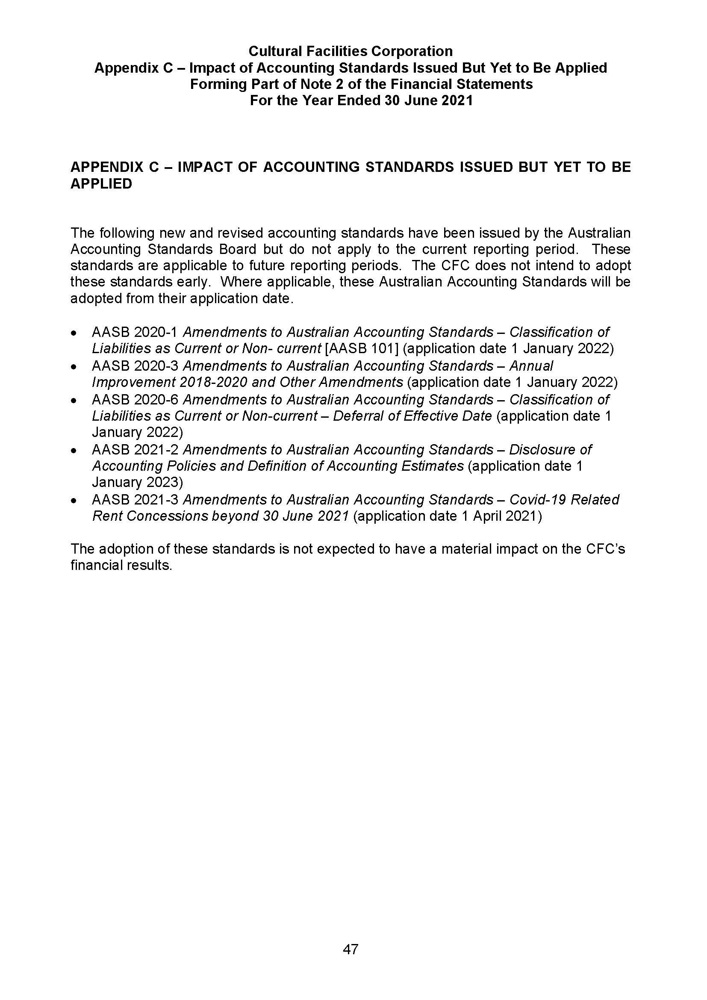 Cultural Facilities Corporation
Appendix C – Impact of Accounting Standards Issued But Yet to Be Applied
Forming Part of Note 2 of the Financial Statements
For the Year Ended 30 June 2021
APPENDIX C – IMPACT OF ACCOUNTING STANDARDS ISSUED BUT YET TO BE
APPLIED
The following new and revised accounting standards have been issued by the Australian
Accounting Standards Board but do not apply to the current reporting period. These
standards are applicable to future reporting periods. The CFC does not intend to adopt
these standards early. Where applicable, these Australian Accounting Standards will be
adopted from their application date.
• AASB 2020-1 Amendments to Australian Accounting Standards – Classification of
Liabilities as Current or Non- current [AASB 101] (application date 1 January 2022)
• AASB 2020-3 Amendments to Australian Accounting Standards – Annual
Improvement 2018-2020 and Other Amendments (application date 1 January 2022)
• AASB 2020-6 Amendments to Australian Accounting Standards – Classification of
Liabilities as Current or Non-current – Deferral of Effective Date (application date 1
January 2022)
• AASB 2021-2 Amendments to Australian Accounting Standards – Disclosure of
Accounting Policies and Definition of Accounting Estimates (application date 1
January 2023)
• AASB 2021-3 Amendments to Australian Accounting Standards – Covid-19 Related
Rent Concessions beyond 30 June 2021 (application date 1 April 2021)
The adoption of these standards is not expected to have a material impact on the CFC’s
financial results.
47